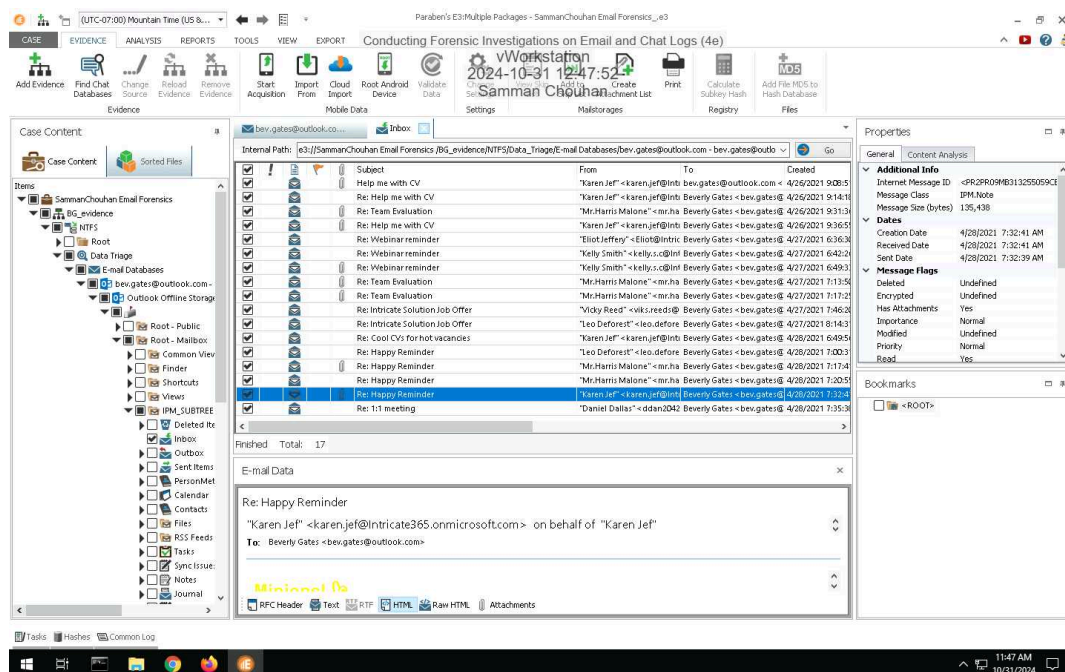 (UTC-07:00) Mountain Time (US &...
Paraben's E3:Multiple Packages - SammanChouhan Email Forensics_.e3
CASE EVIDENCE ANALYSIS REPORTS TOOLS VIEW EXPORT
Conducting Forensic Investigations on Email and Chat Logs (4e)
vWorkstation
2024-10-31 12:47:52
Samman Chouhan
Add Evidence
Find Chat Databases
Change Source
Reload Evidence
Remove Evidence
Start Acquisition
Import From
Cloud Import
Root Android Device
Validate Data
Create Attachment List
Print
Calculate Subkey Hash
Add File MD5 to Hash Database
Evidence Mobile Data Settings Mailstorages Registry Files
Case Content
Case Content Sorted Files
Items
SammanChouhan Email Forensics
BG_evidence
NTFS
Root
Data Triage
E-mail Databases
bev.gates@outlook.com -
Outlook Offline Storage
Root - Public
Root - Mailbox
Common View
Finder
Shortcuts
Views
IPM_SUBTREE
Deleted Ite
Inbox
Outbox
Sent Items
PersonMet
Calendar
Contacts
Files
RSS Feeds
Tasks
Sync Issue:
Notes
Journal
bev.gates@outlook.co... Inbox
Internal Path: e3://SammanChouhan Email Forensics /BG_evidence/NTFS/Data_Triage/E-mail Databases/bev.gates@outlook.com - bev.gates@outlo Go
Subject From To Created
Help me with CV "Karen Jef" <karen.jef@Inti bev.gates@outlook.com < 4/26/2021 9:08:5
Re: Help me with CV "Karen Jef" <karen.jef@Inti Beverly Gates <bev.gates@ 4/26/2021 9:14:1
Re: Team Evaluation "Mr.Harris Malone" <mr.ha Beverly Gates <bev.gates@ 4/26/2021 9:31:3
Re: Help me with CV "Karen Jef" <karen.jef@Inti Beverly Gates <bev.gates@ 4/26/2021 9:36:5
Re: Webinar reminder "Eliot Jeffery" <Eliot@Intric Beverly Gates <bev.gates@ 4/27/2021 6:36:3
Re: Webinar reminder "Kelly Smith" <kelly.s.c@Int Beverly Gates <bev.gates@ 4/27/2021 6:42:2
Re: Webinar reminder "Kelly Smith" <kelly.s.c@Int Beverly Gates <bev.gates@ 4/27/2021 6:49:3
Re: Team Evaluation "Mr.Harris Malone" <mr.ha Beverly Gates <bev.gates@ 4/27/2021 7:13:5
Re: Team Evaluation "Mr.Harris Malone" <mr.ha Beverly Gates <bev.gates@ 4/27/2021 7:17:2
Re: Intricate Solution Job Offer "Vicky Reed" <viks.reeds@ Beverly Gates <bev.gates@ 4/27/2021 7:46:2
Re: Intricate Solution Job Offer "Leo Deforest" <leo.defore Beverly Gates <bev.gates@ 4/27/2021 8:14:3
Re: Cool CVs for hot vacancies "Karen Jef" <karen.jef@Inti Beverly Gates <bev.gates@ 4/28/2021 6:49:5
Re: Happy Reminder "Leo Deforest" <leo.defore Beverly Gates <bev.gates@ 4/28/2021 7:00:3
Re: Happy Reminder "Mr.Harris Malone" <mr.ha Beverly Gates <bev.gates@ 4/28/2021 7:17:4
Re: Happy Reminder "Mr.Harris Malone" <mr.ha Beverly Gates <bev.gates@ 4/28/2021 7:20:5
Re: Happy Reminder "Karen Jef" <karen.jef@Inti Beverly Gates <bev.gates@ 4/28/2021 7:32:4
Re: 1:1 meeting "Daniel Dallas" <ddan2042 Beverly Gates <bev.gates@ 4/28/2021 7:35:3
Finished Total: 17
E-mail Data
Re: Happy Reminder
"Karen Jef" <karen.jef@Intricate365.onmicrosoft.com> on behalf of "Karen Jef"
To: Beverly Gates <bev.gates@outlook.com>
RFC Header Text RTF HTML Raw HTML Attachments
Properties
General Content Analysis
Additional Info
Internet Message ID <PR2PR09MB313255059CE
Message Class IPM.Note
Message Size (bytes) 135,438
Dates
Creation Date 4/28/2021 7:32:41 AM
Received Date 4/28/2021 7:32:41 AM
Sent Date 4/28/2021 7:32:39 AM
Message Flags
Deleted Undefined
Encrypted Undefined
Has Attachments Yes
Importance Normal
Modified Undefined
Priority Normal
Read Yes
Bookmarks
<ROOT>
Tasks Hashes Common Log
11:47 AM
10/31/2024